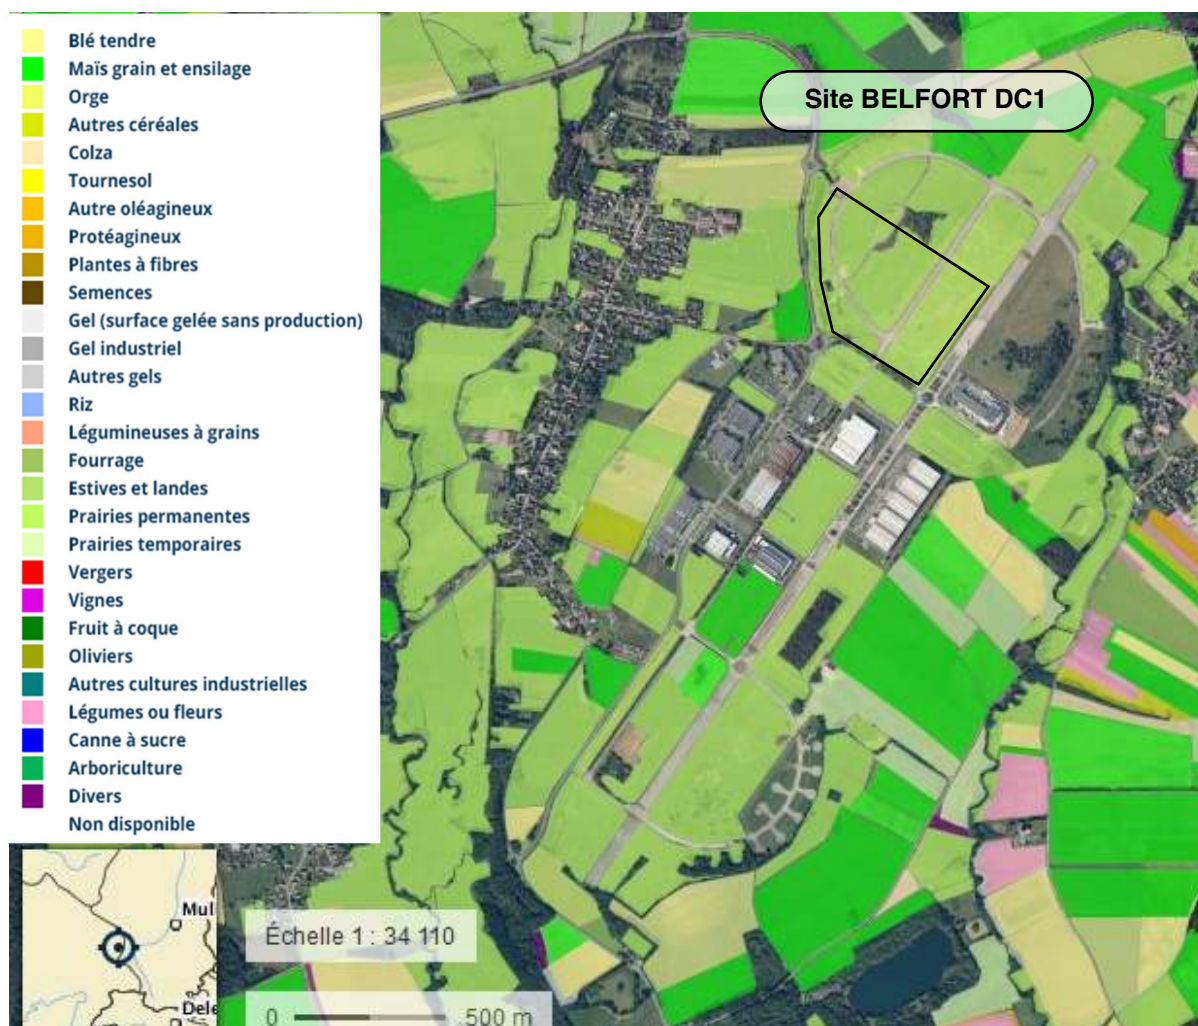 Blé tendre
Maïs grain et ensilage
Orge
Autres céréales
Colza
Tournesol
Autre oléagineux
Protéagineux
Plantes à fibres
Semences
Gel (surface gelée sans production)
Gel industriel
Autres gels
Riz
Légumineuses à grains
Fourrage
Estives et landes
Prairies permanentes
Prairies temporaires
Vergers
Vignes
Fruit à coque
Oliviers
Autres cultures industrielles
Légumes ou fleurs
Canne à sucre
Arboriculture
Divers
Non disponible
Site BELFORT DC1
Mul
Dele
Échelle 1 : 34 110
0 500 m